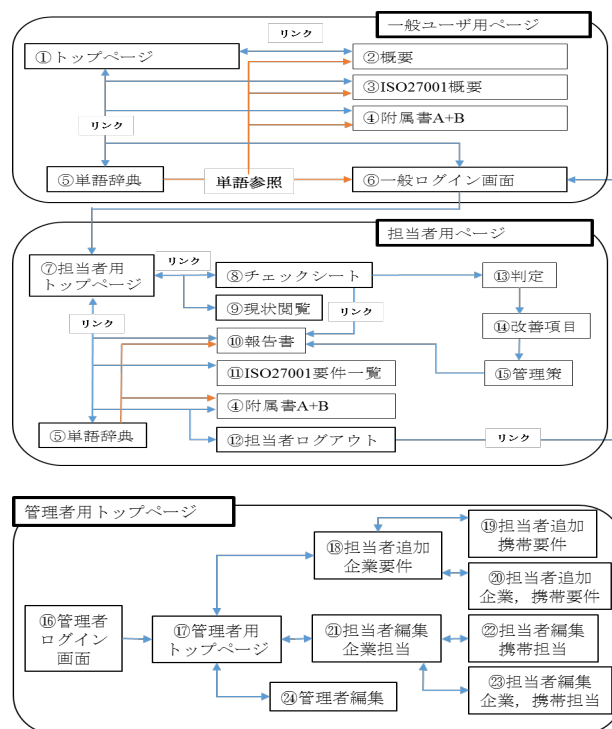 一般ユーザ用ページ
リンク
①トップページ
②概要
③ISO27001概要
④附属書A+B
リンク
⑤単語辞典
単語参照
⑥一般ログイン画面
担当者用ページ
⑦担当者用
トップページ
リンク
⑧チェックシート
⑬判定
⑨現状閲覧
リンク
リンク
⑩報告書
⑭改善項目
⑪ISO27001要件一覧
⑮管理策
④附属書A+B
⑤単語辞典
⑫担当者ログアウト
リンク
管理者用トップページ
⑱担当者追加
企業要件
⑲担当者追加
携帯要件
⑳担当者追加
企業，携帯要件
⑯管理者
ログイン
画面
⑰管理者用
トップページ
㉑担当者編集
企業担当
㉒担当者編集
携帯担当
㉓担当者編集
企業，携帯担当
㉔管理者編集